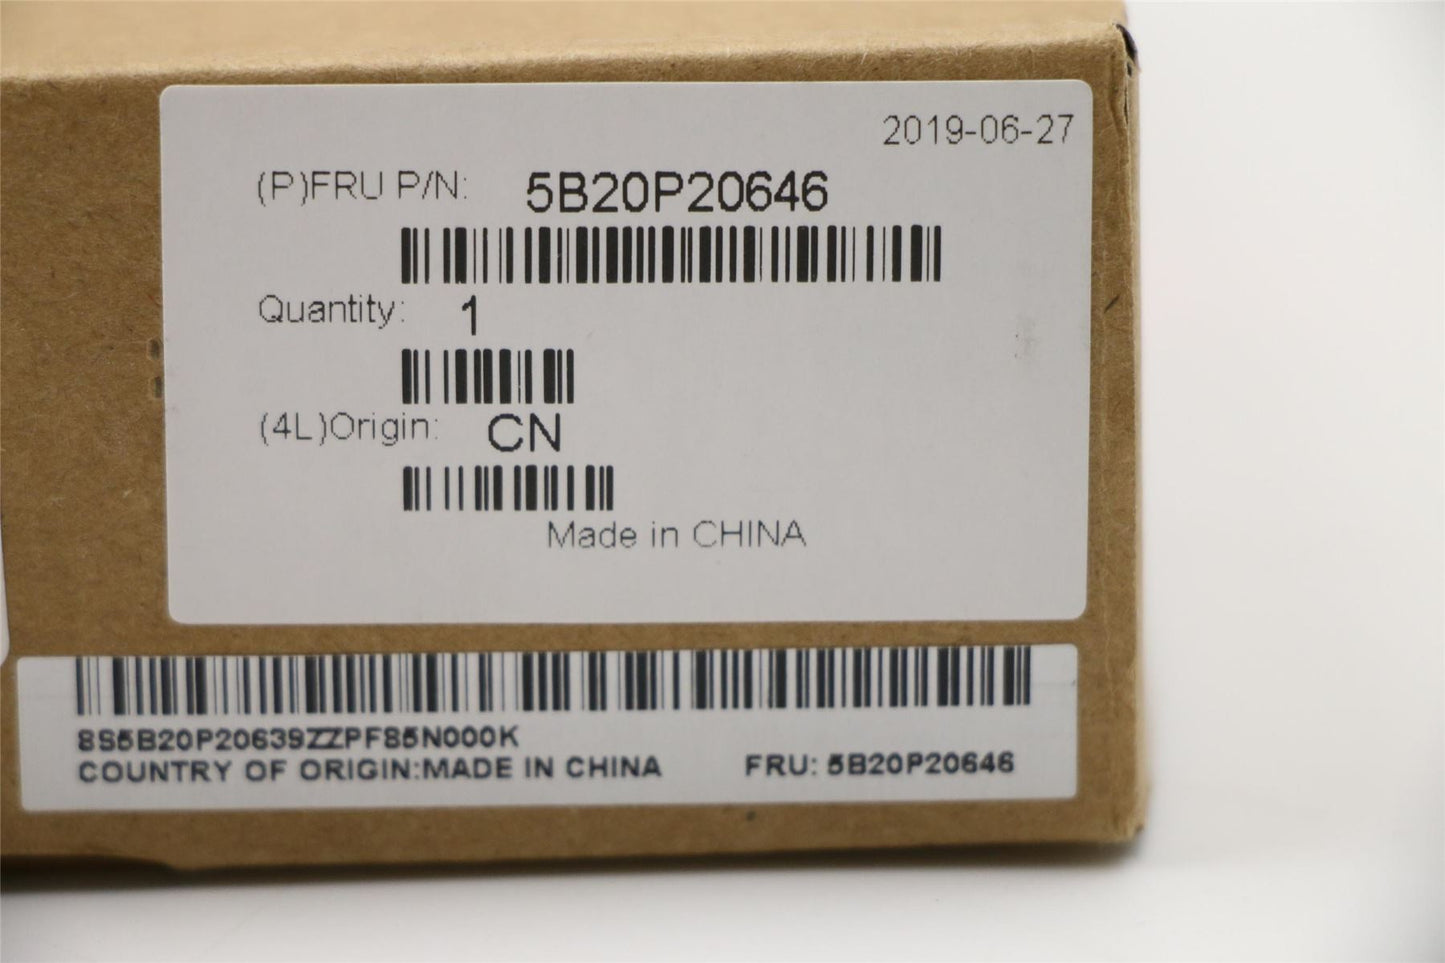 2019-06-27
(P)FRU P/N: 5B20P20646
Quantity: 1
(4L)Origin: CN
Made in CHINA
8S5B20P20639ZZPF85N000K
COUNTRY OF ORIGIN:MADE IN CHINA FRU: 5B20P20646